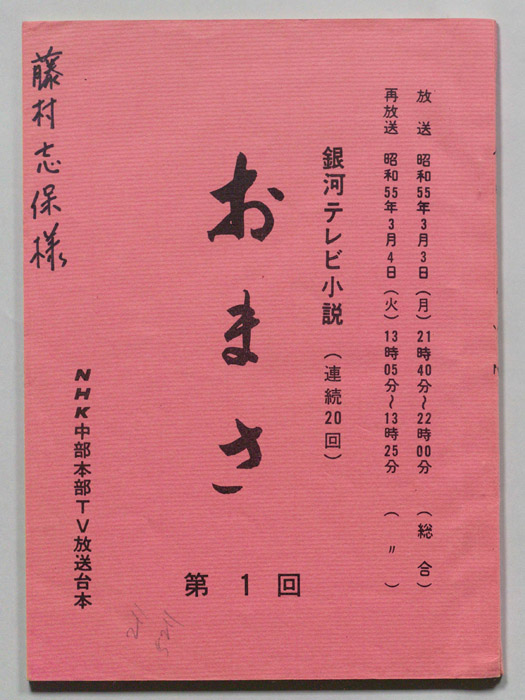 放送 昭和55年3月3日(月)21時40分~22時00分(総合)
再放送 昭和55年3月4日(火)13時05分~13時25分(〃)
銀河テレビ小説(連続20回)
おまさ
第1回
NHK中部本部TV放送台本
藤村志保様